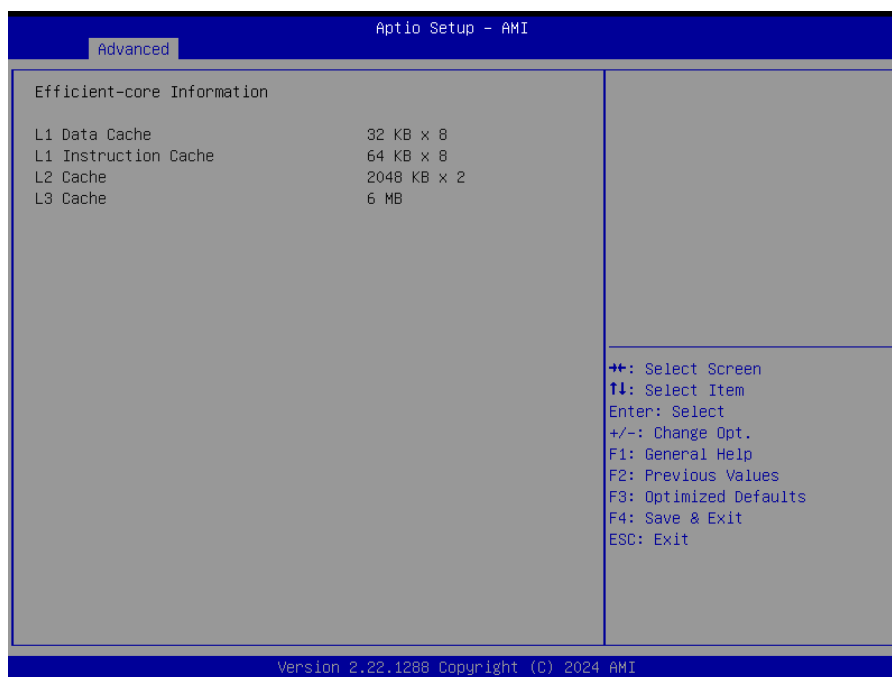 Aptio Setup - AMI
Advanced
Efficient-core Information
L1 Data Cache 32 KB x 8
L1 Instruction Cache 64 KB x 8
L2 Cache 2048 KB x 2
L3 Cache 6 MB
→←: Select Screen
↑↓: Select Item
Enter: Select
+/-: Change Opt.
F1: General Help
F2: Previous Values
F3: Optimized Defaults
F4: Save & Exit
ESC: Exit
Version 2.22.1288 Copyright (C) 2024 AMI